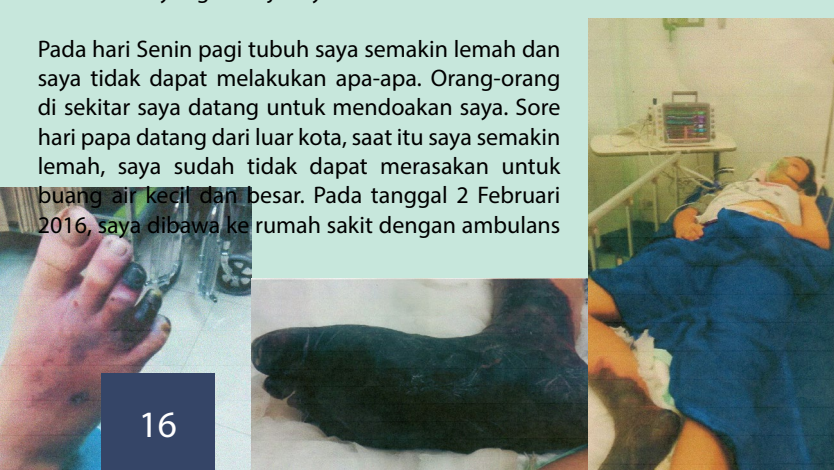 Pada hari Senin pagi tubuh saya semakin lemah dan
saya tidak dapat melakukan apa-apa. Orang-orang
di sekitar saya datang untuk mendoakan saya. Sore
hari papa datang dari luar kota, saat itu saya semakin
lemah, saya sudah tidak dapat merasakan untuk
buang air kecil dan besar. Pada tanggal 2 Februari
2016, saya dibawa ke rumah sakit dengan ambulans
16